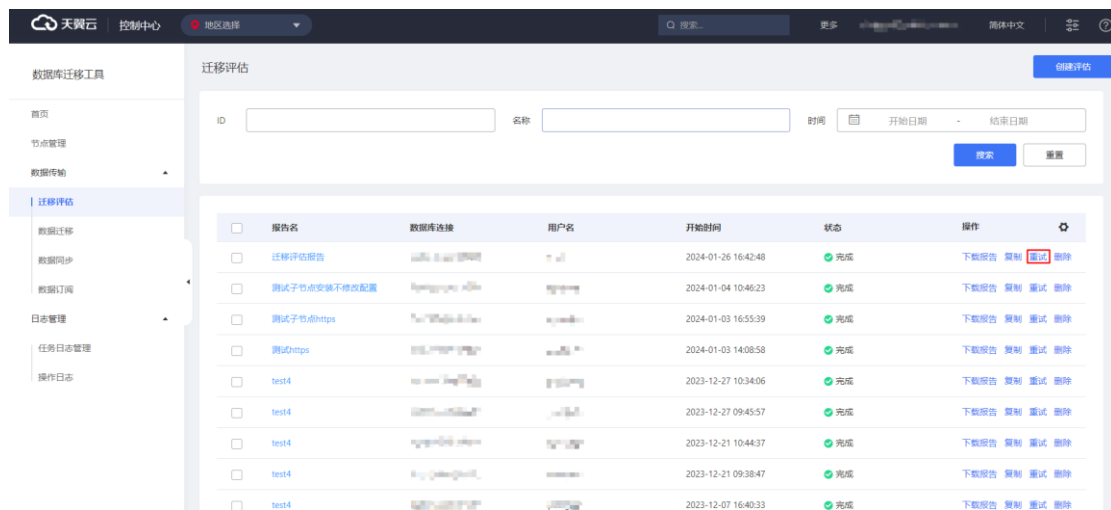 天翼云 控制中心 地区选择 搜索... 更多 简体中文
数据库迁移工具
首页
节点管理
数据传输
迁移评估
数据迁移
数据同步
数据订阅
日志管理
任务日志管理
操作日志
迁移评估 创建评估
ID 名称 时间 开始日期 - 结束日期
搜索 重置
报告名 数据库连接 用户名 开始时间 状态 操作
迁移评估报告 2024-01-26 16:42:48 完成 下载报告 复制 重试 删除
测试子节点安装不修改配置 2024-01-04 10:46:23 完成 下载报告 复制 重试 删除
测试子节点https 2024-01-03 16:55:39 完成 下载报告 复制 重试 删除
测试https 2024-01-03 14:08:58 完成 下载报告 复制 重试 删除
test4 2023-12-27 10:34:06 完成 下载报告 复制 重试 删除
test4 2023-12-27 09:45:57 完成 下载报告 复制 重试 删除
test4 2023-12-21 10:44:37 完成 下载报告 复制 重试 删除
test4 2023-12-21 09:38:47 完成 下载报告 复制 重试 删除
test4 2023-12-07 16:40:33 完成 下载报告 复制 重试 删除